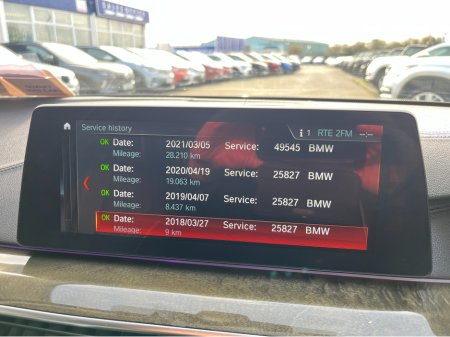 Service history
i 1 RTE 2FM --:--
OK Date: 2021/03/05 Service: 49545 BMW
Mileage: 28.210 km
OK Date: 2020/04/19 Service: 25827 BMW
Mileage: 19.063 km
OK Date: 2019/04/07 Service: 25827 BMW
Mileage: 8.437 km
OK Date: 2018/03/27 Service: 25827 BMW
Mileage: 9 km